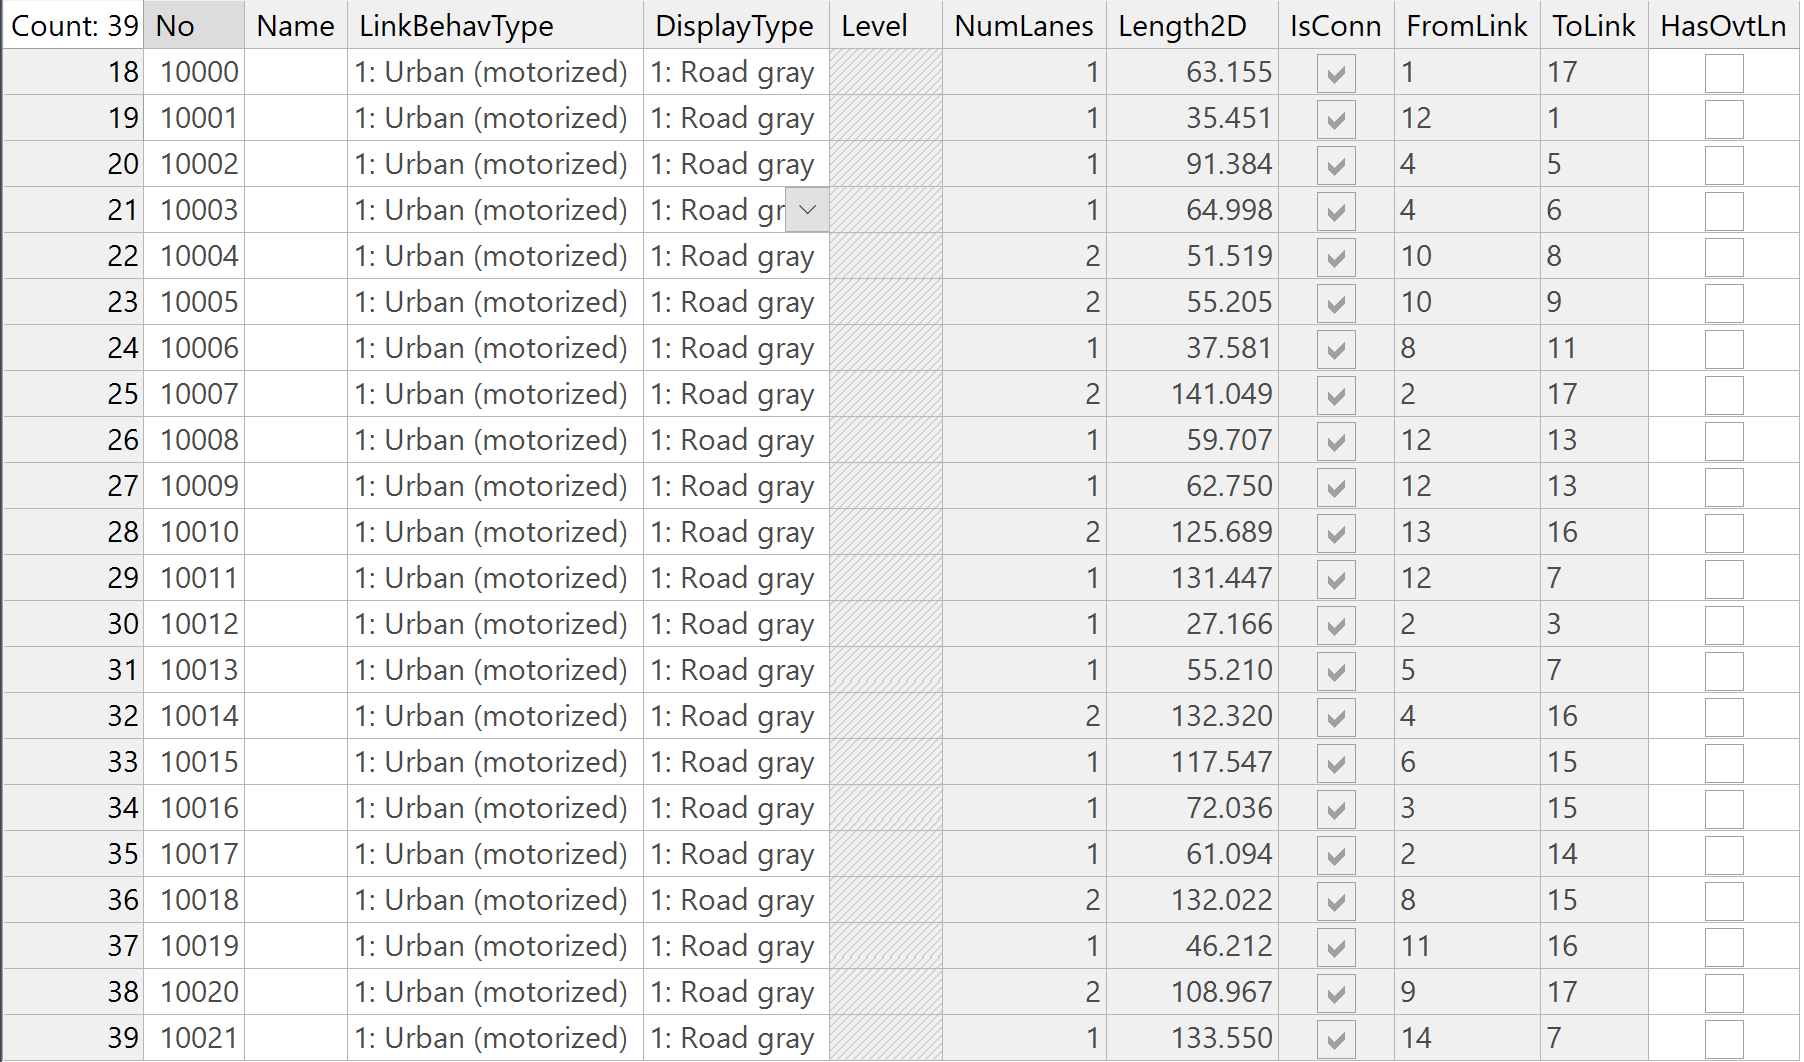 Count: 39 No Name LinkBehavType DisplayType Level NumLanes Length2D IsConn FromLink ToLink HasOvtLn
18 10000 1: Urban (motorized) 1: Road gray 1 63.155 1 17
19 10001 1: Urban (motorized) 1: Road gray 1 35.451 12 1
20 10002 1: Urban (motorized) 1: Road gray 1 91.384 4 5
21 10003 1: Urban (motorized) 1: Road gr 1 64.998 4 6
22 10004 1: Urban (motorized) 1: Road gray 2 51.519 10 8
23 10005 1: Urban (motorized) 1: Road gray 2 55.205 10 9
24 10006 1: Urban (motorized) 1: Road gray 1 37.581 8 11
25 10007 1: Urban (motorized) 1: Road gray 2 141.049 2 17
26 10008 1: Urban (motorized) 1: Road gray 1 59.707 12 13
27 10009 1: Urban (motorized) 1: Road gray 1 62.750 12 13
28 10010 1: Urban (motorized) 1: Road gray 2 125.689 13 16
29 10011 1: Urban (motorized) 1: Road gray 1 131.447 12 7
30 10012 1: Urban (motorized) 1: Road gray 1 27.166 2 3
31 10013 1: Urban (motorized) 1: Road gray 1 55.210 5 7
32 10014 1: Urban (motorized) 1: Road gray 2 132.320 4 16
33 10015 1: Urban (motorized) 1: Road gray 1 117.547 6 15
34 10016 1: Urban (motorized) 1: Road gray 1 72.036 3 15
35 10017 1: Urban (motorized) 1: Road gray 1 61.094 2 14
36 10018 1: Urban (motorized) 1: Road gray 2 132.022 8 15
37 10019 1: Urban (motorized) 1: Road gray 1 46.212 11 16
38 10020 1: Urban (motorized) 1: Road gray 2 108.967 9 17
39 10021 1: Urban (motorized) 1: Road gray 1 133.550 14 7